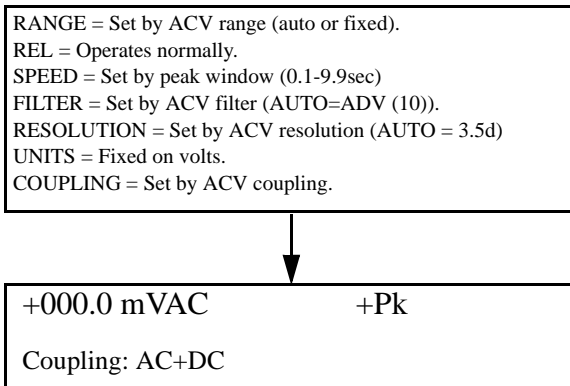 RANGE = Set by ACV range (auto or fixed).
REL = Operates normally.
SPEED = Set by peak window (0.1-9.9sec)
FILTER = Set by ACV filter (AUTO=ADV (10)).
RESOLUTION = Set by ACV resolution (AUTO = 3.5d)
UNITS = Fixed on volts.
COUPLING = Set by ACV coupling.
+000.0 mVAC +Pk
Coupling: AC+DC